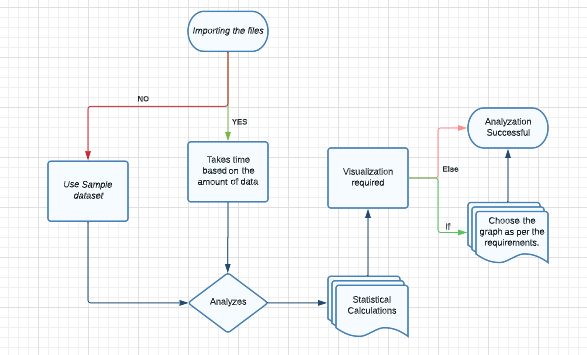 Importing the files
NO
YES
Use Sample
dataset
Takes time
based on the
amount of data
Analyzes
Statistical
Calculations
Visualization
required
Else
If
Analyzation
Successful
Choose the
graph as per the
requirements.